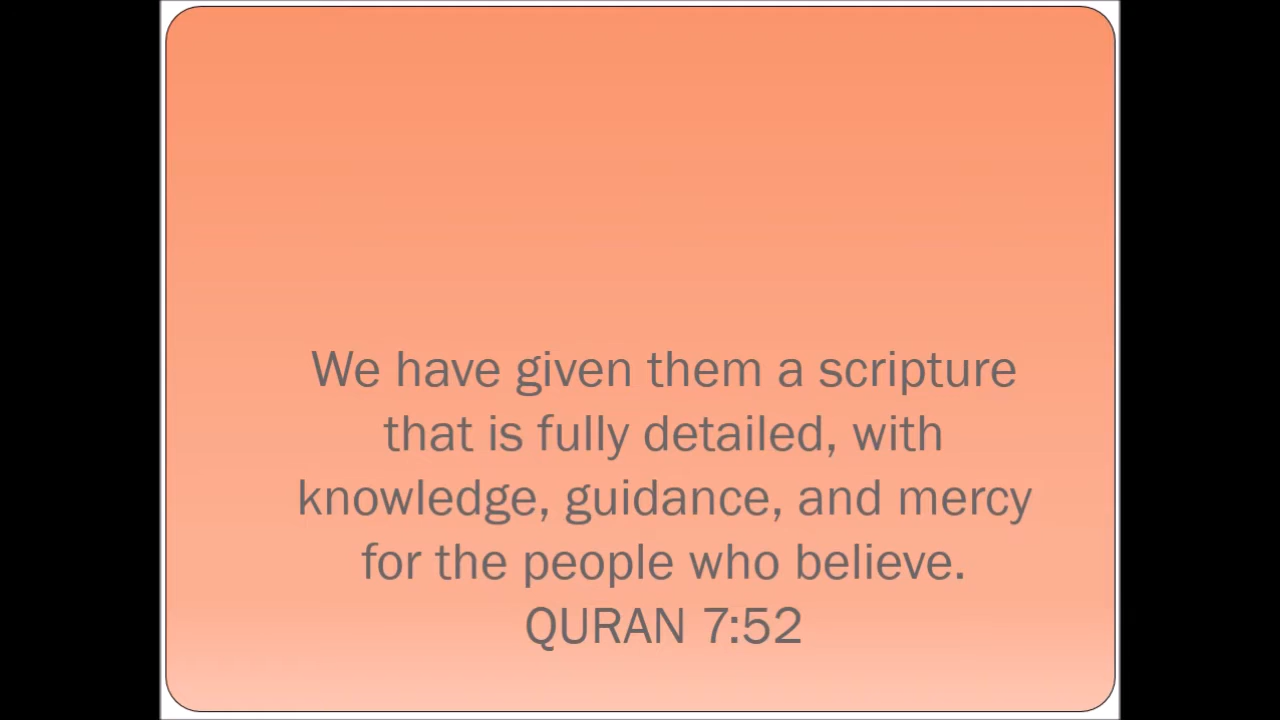 We have given them a scripture
that is fully detailed, with
knowledge, guidance, and mercy
for the people who believe.
QURAN 7:52